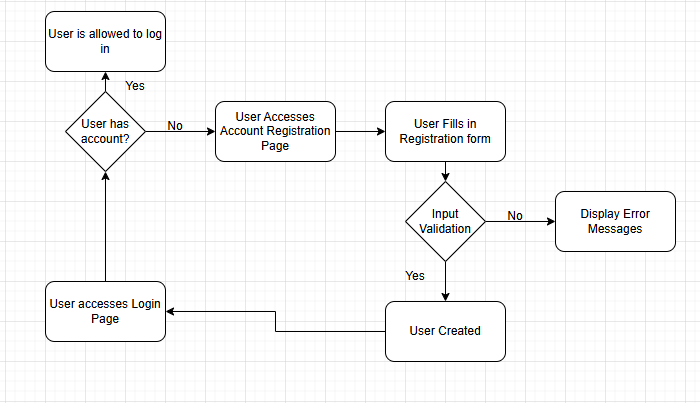 User is allowed to log
in
Yes
User has
account?
No
User Accesses
Account Registration
Page
User Fills in
Registration form
Input
Validation
No
Display Error
Messages
Yes
User accesses Login
Page
User Created